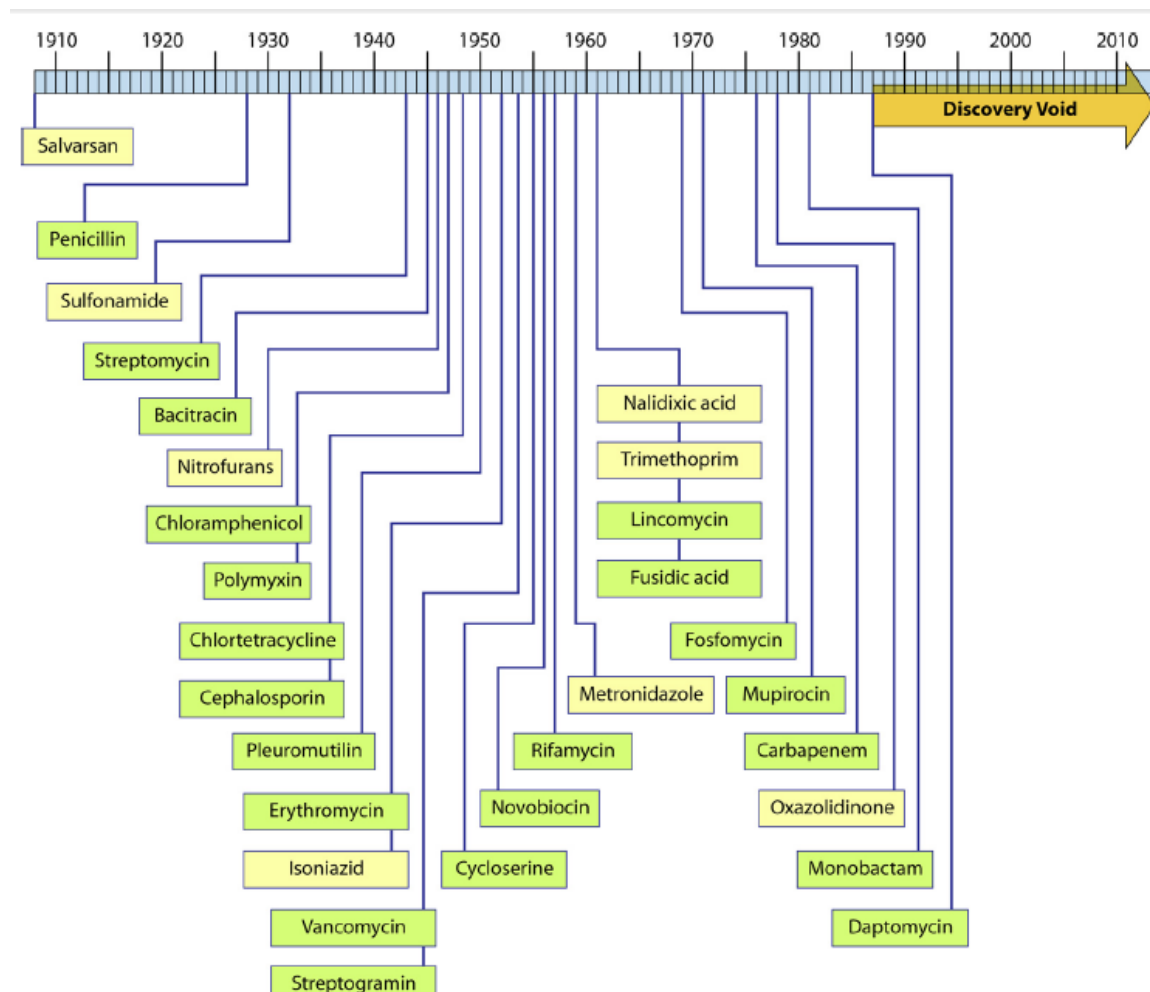 1910 1920 1930 1940 1950 1960 1970 1980 1990 2000 2010
Discovery Void
Salvarsan
Penicillin
Sulfonamide
Streptomycin
Bacitracin
Nitrofurans
Chloramphenicol
Polymyxin
Chlortetracycline
Cephalosporin
Pleuromutilin
Erythromycin
Isoniazid
Vancomycin
Streptogramin
Cycloserine
Novobiocin
Rifamycin
Metronidazole
Nalidixic acid
Trimethoprim
Lincomycin
Fusidic acid
Fosfomycin
Mupirocin
Carbapenem
Oxazolidinone
Monobactam
Daptomycin